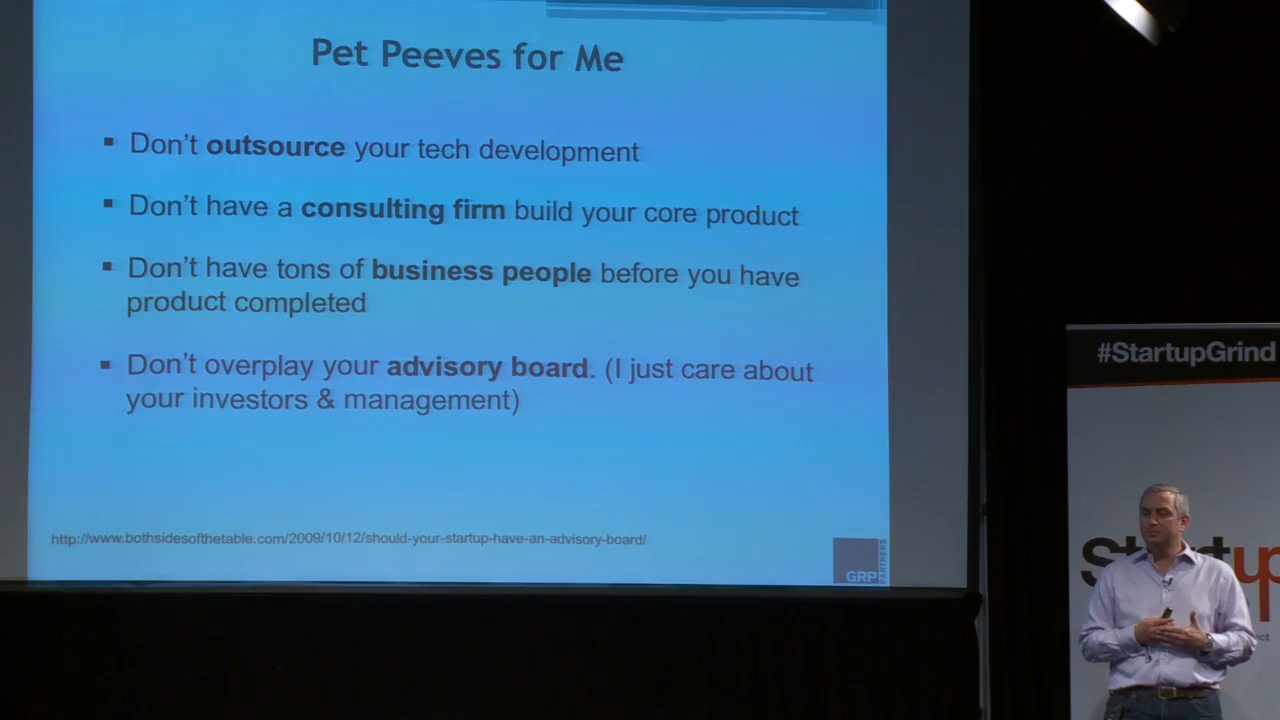 Pet Peeves for Me
▪ Don't outsource your tech development
▪ Don't have a consulting firm build your core product
▪ Don't have tons of business people before you have
product completed
▪ Don't overplay your advisory board. (I just care about
your investors & management)
http://www.bothsidesofthetable.com/2009/10/12/should-your-startup-have-an-advisory-board/
GRP
PARTNERS
#StartupGrind